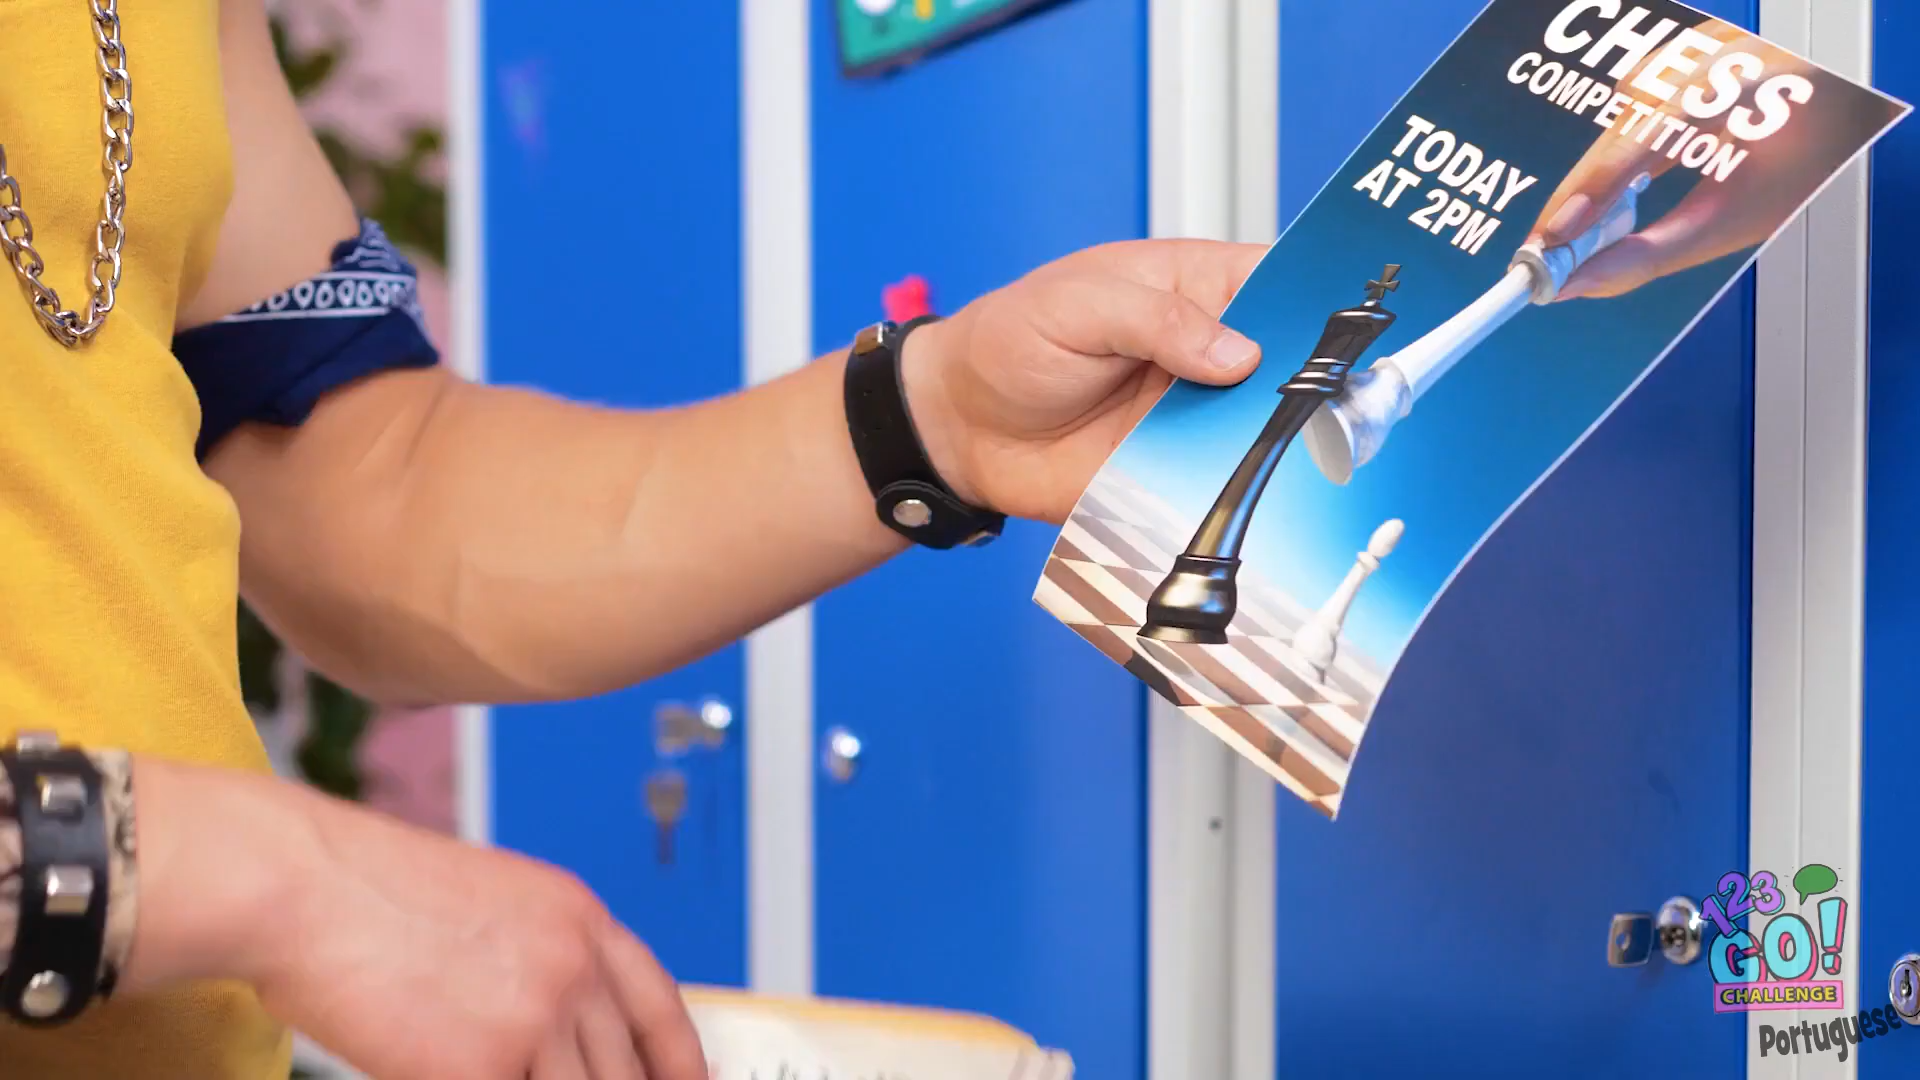 CHESS
COMPETITION
TODAY
AT 2PM
123
GO!
CHALLENGE
Portuguese